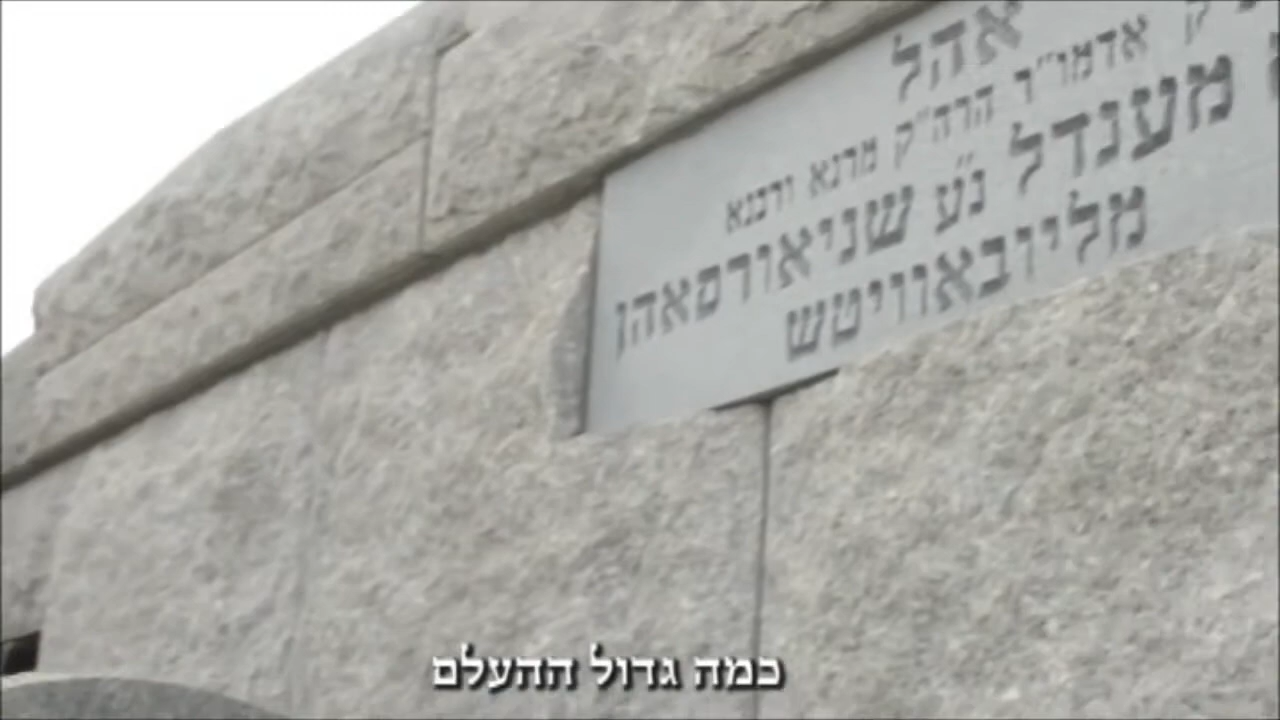 אהל
אדמו"ר הרה"ק מרנא ורבנא
מענדל נ"ע שניאורסאהן
מליובאוויטש
כמה גדול ההעלם